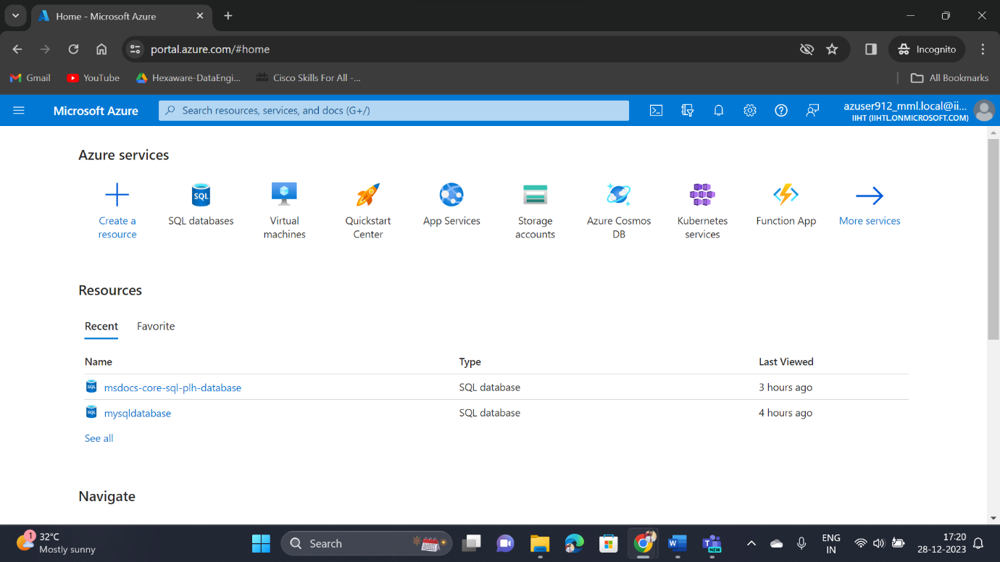 Home - Microsoft Azure
portal.azure.com/#home
Incognito
Gmail
YouTube
Hexaware-DataEngi...
Cisco Skills For All -...
All Bookmarks
Microsoft Azure
Search resources, services, and docs (G+/)
azuser912_mml.local@ii...
IIHT (IIHTL.ONMICROSOFT.COM)
Azure services
Create a resource
SQL
SQL databases
Virtual machines
Quickstart Center
App Services
Storage accounts
Azure Cosmos DB
Kubernetes services
Function App
More services
Resources
Recent
Favorite
Name
Type
Last Viewed
SQL
msdocs-core-sql-plh-database
SQL database
3 hours ago
SQL
mysqldatabase
SQL database
4 hours ago
See all
Navigate
1
32°C
Mostly sunny
Search
W
NEW
ENG
IN
17:20
28-12-2023